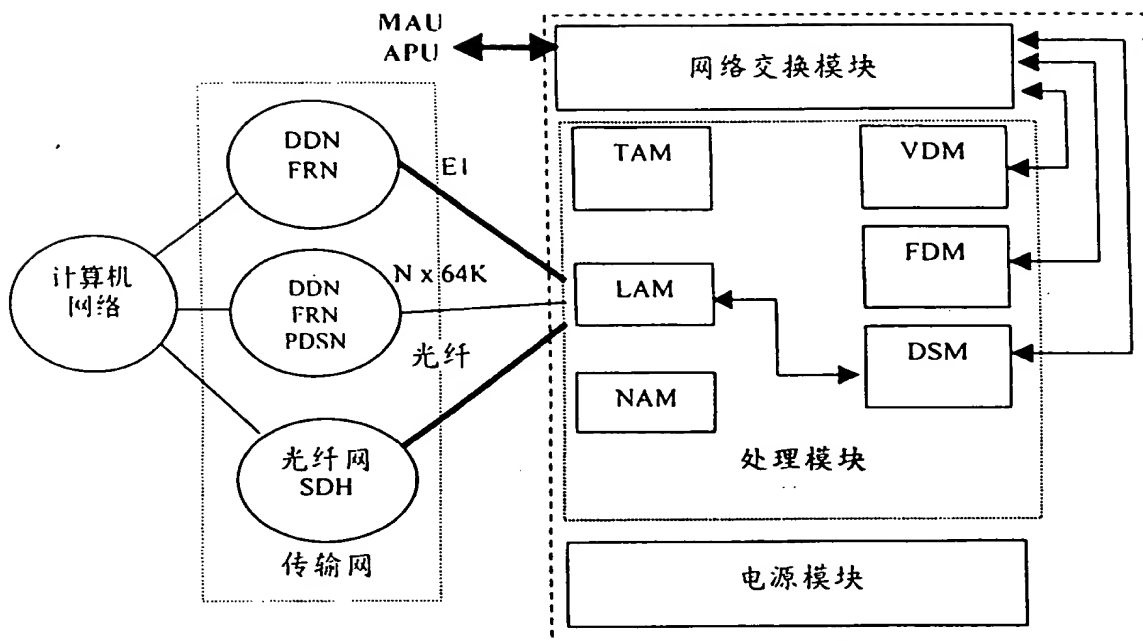 MAU
APU
网络交换模块
DDN
FRN
E1
TAM
VDM
计算机
网络
DDN
FRN
PDSN
N x 64K
LAM
FDM
光纤
DSM
NAM
光纤网
SDH
处理模块
传输网
电源模块